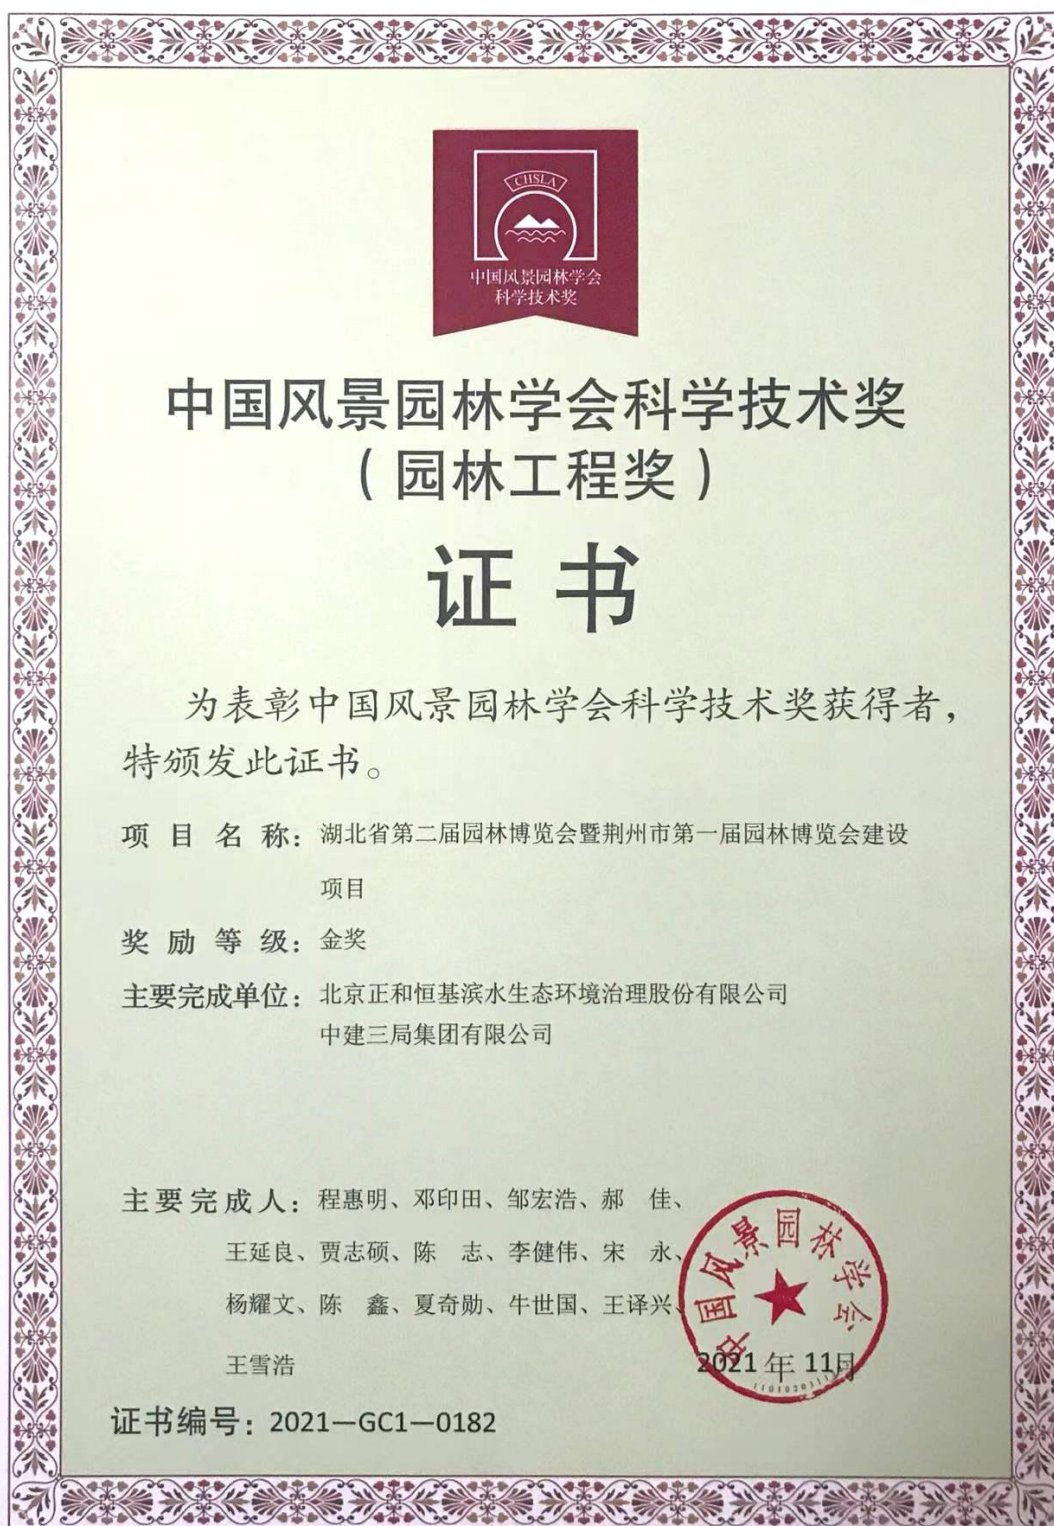 CHSLA
中国风景园林学会
科学技术奖
中国风景园林学会科学技术奖
（园林工程奖）
证书
为表彰中国风景园林学会科学技术奖获得者，
特颁发此证书。
项目名称：湖北省第二届园林博览会暨荆州市第一届园林博览会建设
项目
奖励等级：金奖
主要完成单位：北京正和恒基滨水生态环境治理股份有限公司
中建三局集团有限公司
主要完成人：程惠明、邓印田、邹宏浩、郝　佳、
王延良、贾志硕、陈　志、李健伟、宋　永、
杨耀文、陈　鑫、夏奇勋、牛世国、王译兴、
王雪浩
中国风景园林学会
2021 年 11月
证书编号：2021—GC1—0182